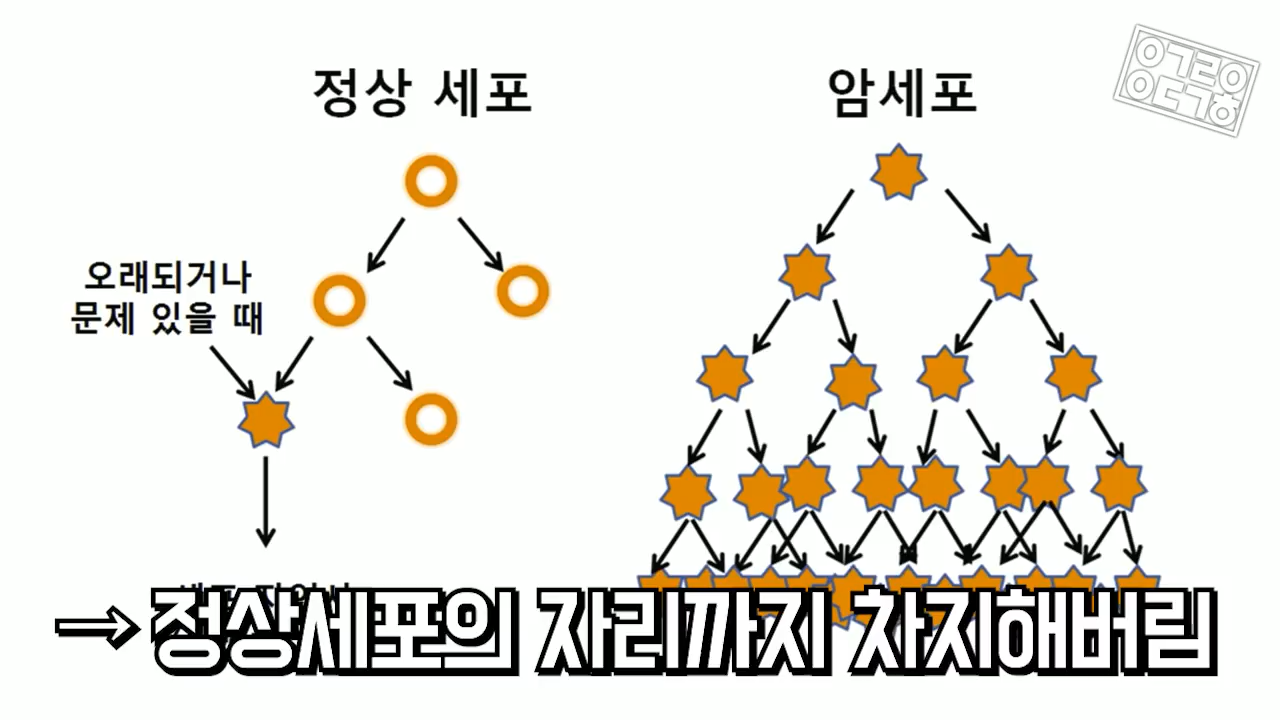 정상 세포
암세포
오래되거나
문제 있을 때
→ 정상세포의 자리까지 차지해버림